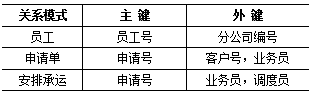 关系模式 主 键 外 键
员工 员工号 分公司编号
申请单 申请号 客户号，业务员
安排承运 申请号 业务员，调度员